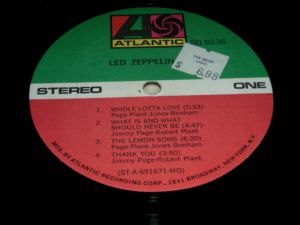 ATLANTIC
SD 8236
LED ZEPPELIN
$ 6.98
STEREO
ONE
1. WHOLE LOTTA LOVE (5:33)
Page-Plant-Jones-Bonham
2. WHAT IS AND WHAT
SHOULD NEVER BE (4:47)
Jimmy Page-Robert Plant
3. THE LEMON SONG (6:20)
Page-Plant-Jones-Bonham
4. THANK YOU (3:50)
Jimmy Page-Robert Plant
(ST-A-691671-MO)
MFG. BY ATLANTIC RECORDING CORP., 1841 BROADWAY, NEW YORK, N.Y.